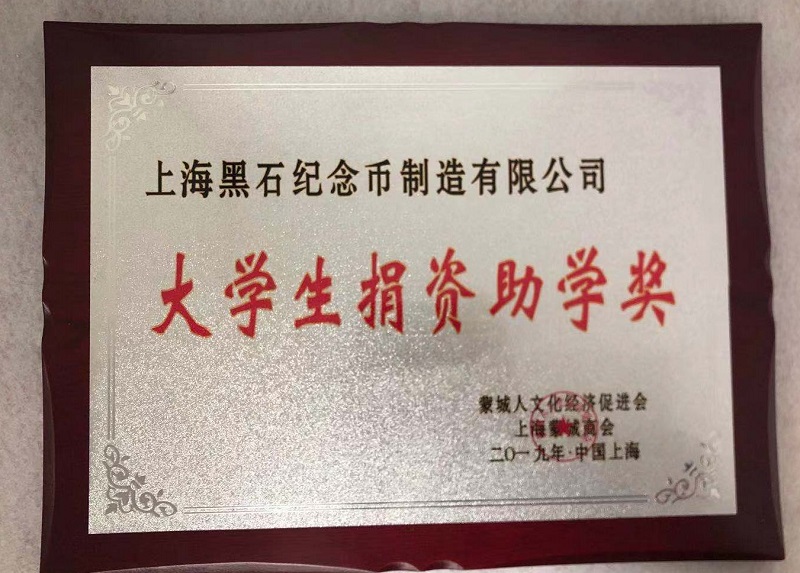 上海黑石纪念币制造有限公司
大学生捐资助学奖
蒙城人文化经济促进会
上海蒙城商会
二〇一九年·中国上海